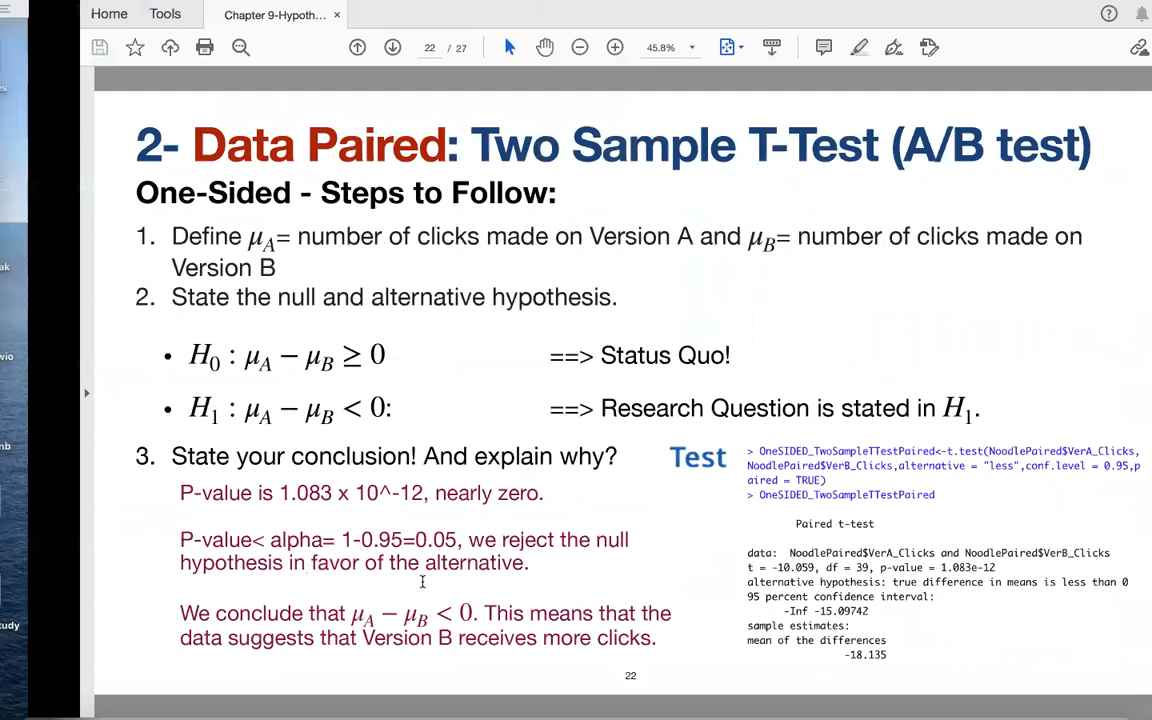 Home Tools Chapter 9-Hypoth... ×
22 / 27 45.8%
es
ak
wio
mb
udy
2- Data Paired: Two Sample T-Test (A/B test)
One-Sided - Steps to Follow:
1. Define μA= number of clicks made on Version A and μB= number of clicks made on
Version B
2. State the null and alternative hypothesis.
• H0 : μA − μB ≥ 0 ==> Status Quo!
• H1 : μA − μB < 0: ==> Research Question is stated in H1.
3. State your conclusion! And explain why?
P-value is 1.083 x 10^-12, nearly zero.
P-value< alpha= 1-0.95=0.05, we reject the null
hypothesis in favor of the alternative.
We conclude that μA − μB < 0. This means that the
data suggests that Version B receives more clicks.
Test
> OneSIDED_TwoSampleTTestPaired<-t.test(NoodlePaired$VerA_Clicks,
NoodlePaired$VerB_Clicks,alternative = "less",conf.level = 0.95,p
aired = TRUE)
> OneSIDED_TwoSampleTTestPaired
Paired t-test
data: NoodlePaired$VerA_Clicks and NoodlePaired$VerB_Clicks
t = -10.059, df = 39, p-value = 1.083e-12
alternative hypothesis: true difference in means is less than 0
95 percent confidence interval:
-Inf -15.09742
sample estimates:
mean of the differences
-18.135
22